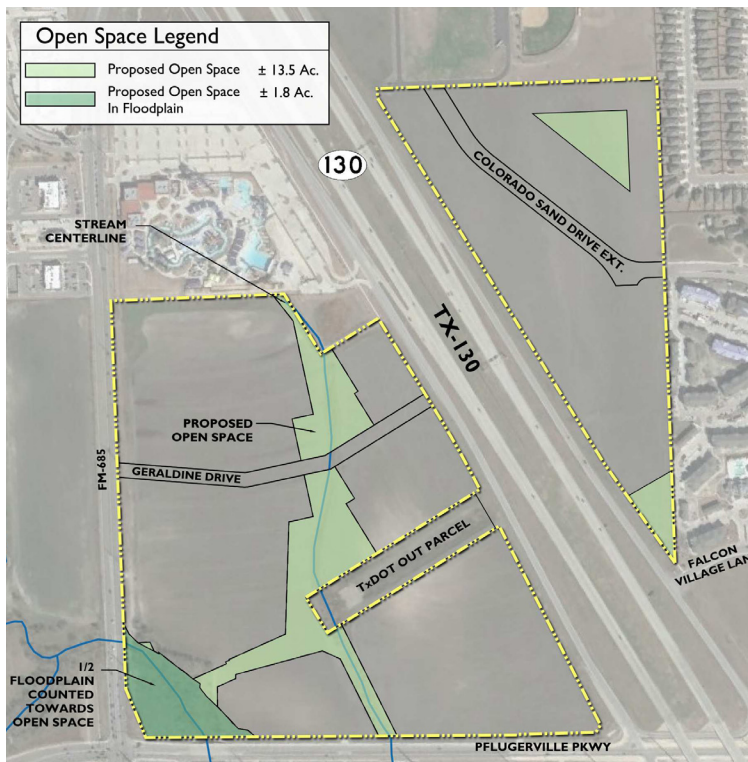 Open Space Legend
Proposed Open Space ± 13.5 Ac.
Proposed Open Space ± 1.8 Ac.
In Floodplain
130
COLORADO SAND DRIVE EXT.
STREAM
CENTERLINE
TX-130
PROPOSED
OPEN SPACE
FM-685
GERALDINE DRIVE
TxDOT OUT PARCEL
FALCON
VILLAGE LAN
1/2
FLOODPLAIN
COUNTED
TOWARDS
OPEN SPACE
PFLUGERVILLE PKWY